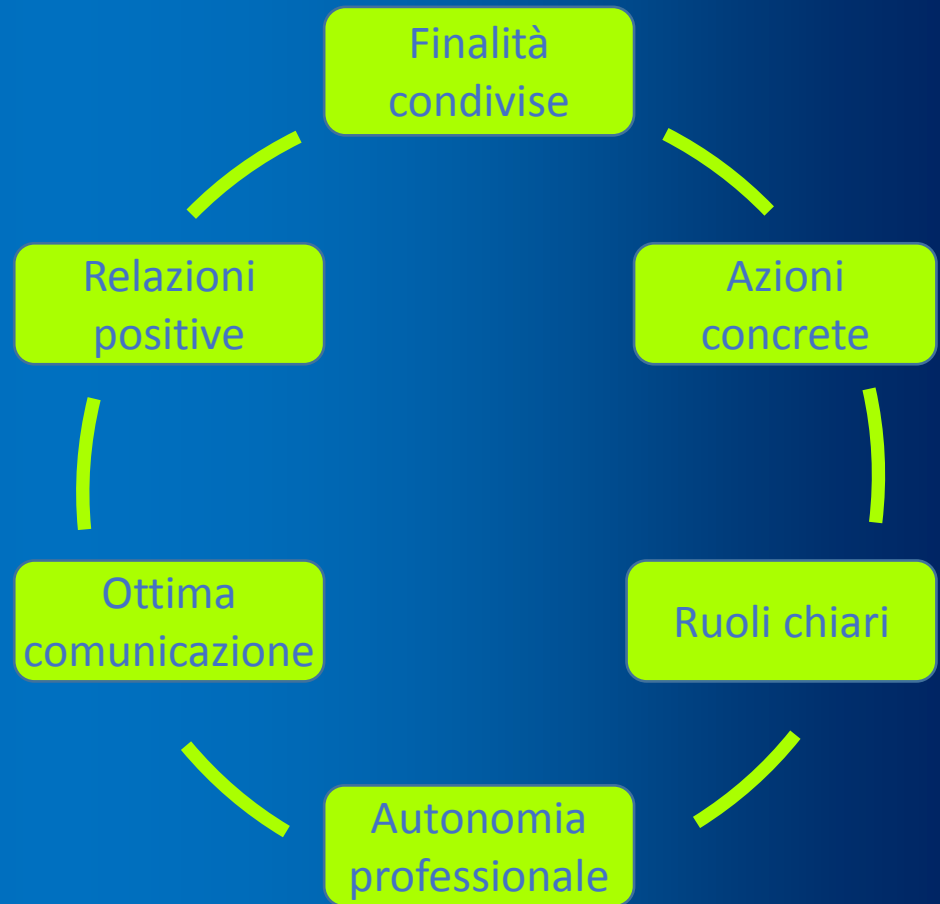 Finalità
condivise
Relazioni
positive
Azioni
concrete
Ottima
comunicazione
Ruoli chiari
Autonomia
professionale